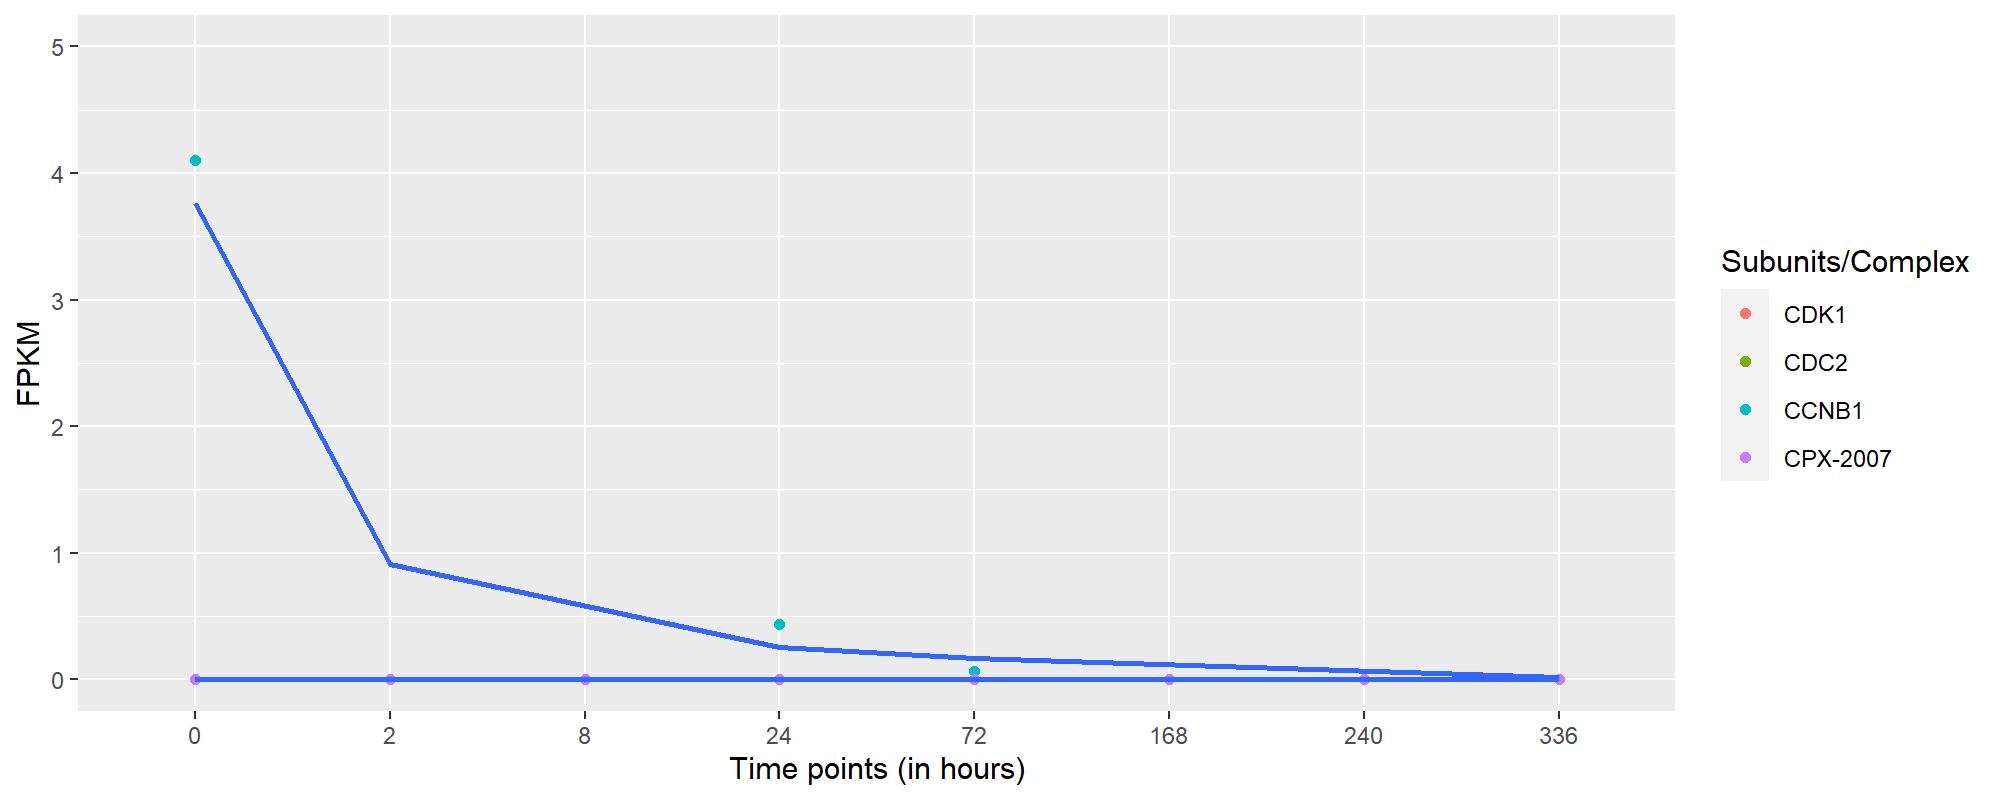 5
4
3
2
1
0
FPKM
0 2 8 24 72 168 240 336
Time points (in hours)
Subunits/Complex
CDK1
CDC2
CCNB1
CPX-2007